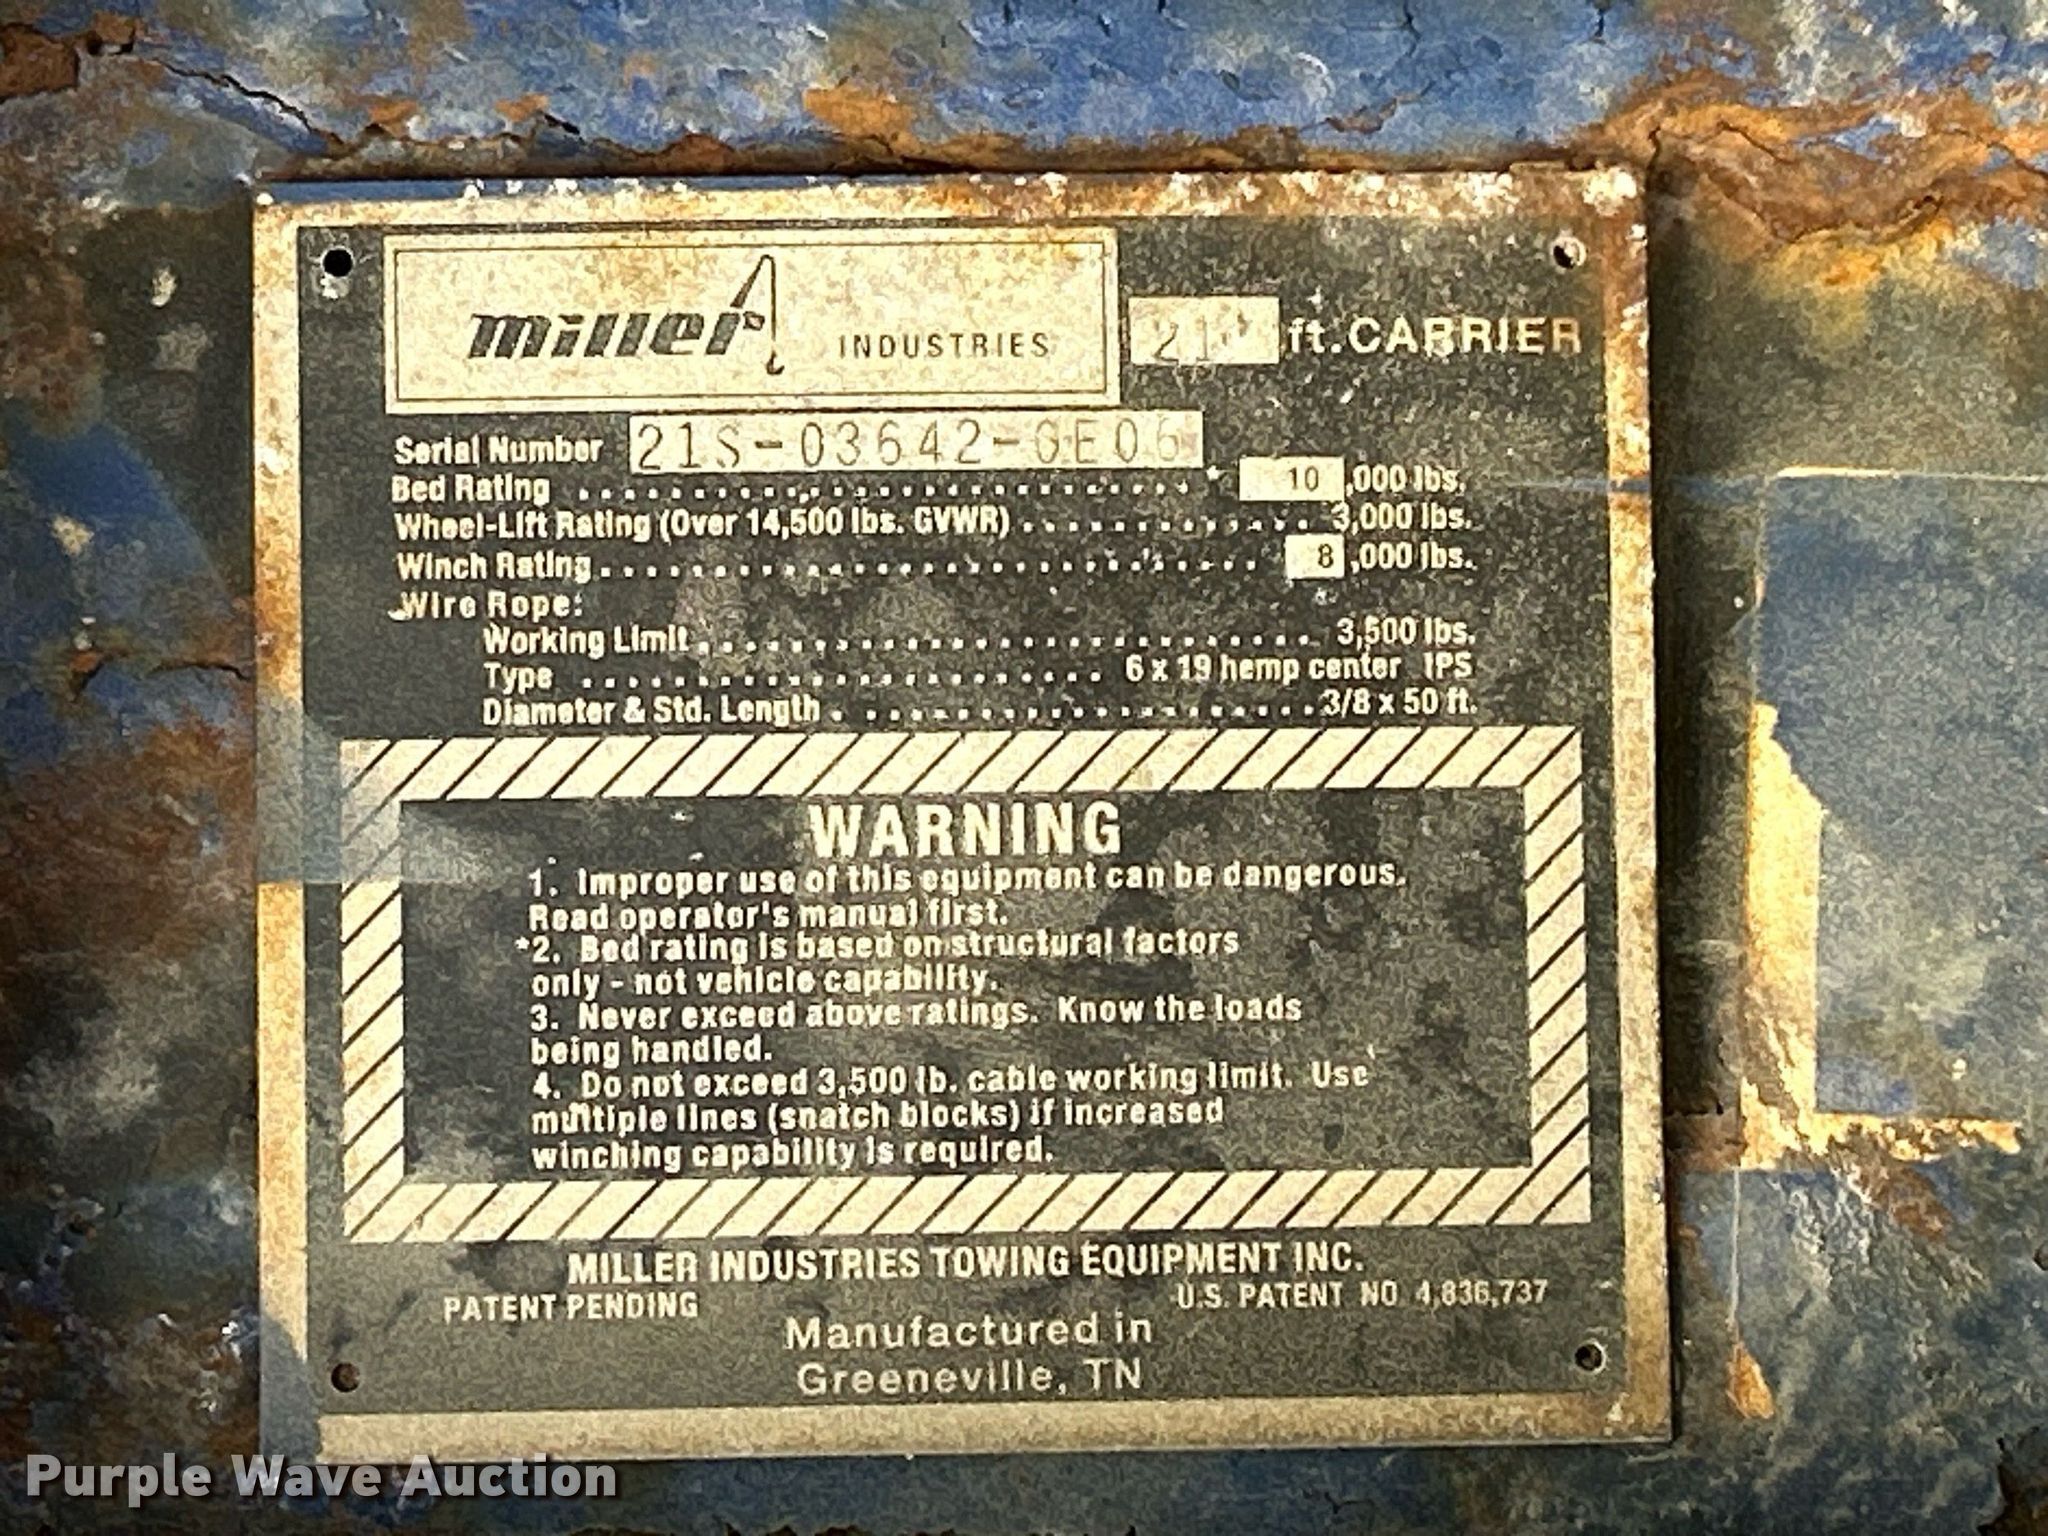 miller INDUSTRIES
21 ft. CARRIER
Serial Number 21S-03642-GE06
Bed Rating * 10 ,000 lbs.
Wheel-Lift Rating (Over 14,500 lbs. GVWR) 3,000 lbs.
Winch Rating 8 ,000 lbs.
Wire Rope:
Working Limit 3,500 lbs.
Type 6 x 19 hemp center IPS
Diameter & Std. Length 3/8 x 50 ft.
WARNING
1. Improper use of this equipment can be dangerous.
Read operator's manual first.
*2. Bed rating is based on structural factors
only - not vehicle capability.
3. Never exceed above ratings. Know the loads
being handled.
4. Do not exceed 3,500 lb. cable working limit. Use
multiple lines (snatch blocks) if increased
winching capability is required.
MILLER INDUSTRIES TOWING EQUIPMENT INC.
PATENT PENDING
U.S. PATENT NO 4,836,737
Manufactured in
Greeneville, TN
Purple Wave Auction